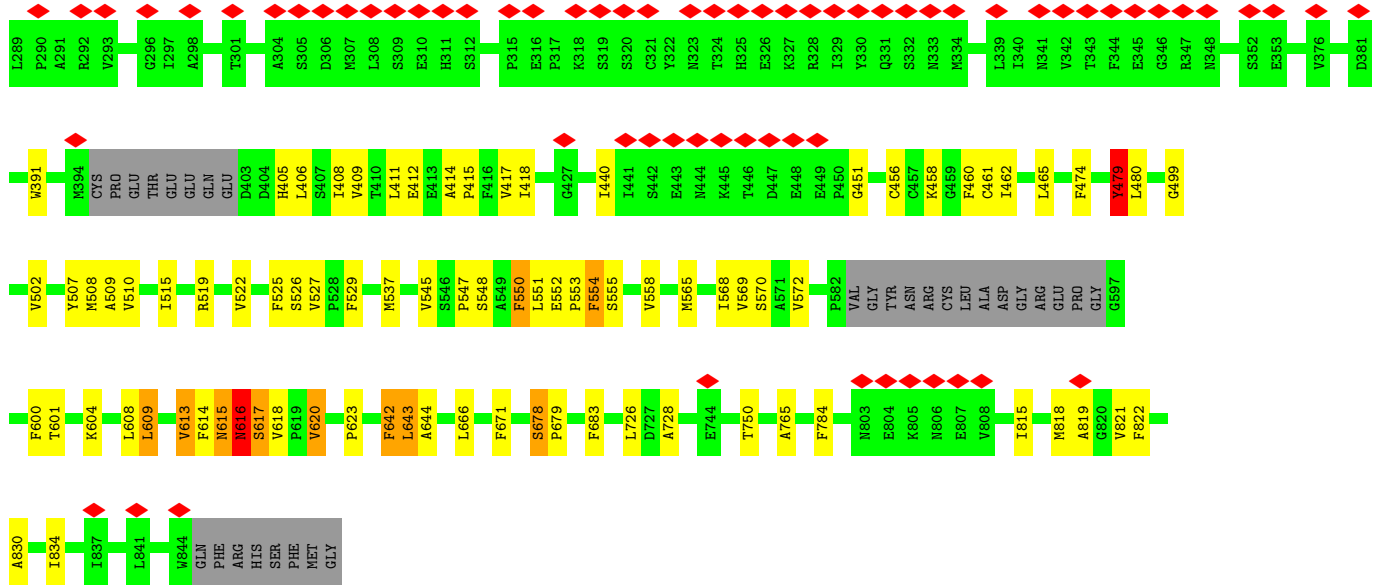 L289 P290 A291 R292 V293 G296 I297 A298 T301 A304 S305 D306 M307 L308 S309 E310 H311 S312 P315 E316 P317 K318 S319 S320 C321 Y322 N323 T324 H325 E326 K327 R328 I329 Y330 Q331 S332 N333 M334 L339 I340 N341 V342 T343 F344 E345 G346 R347 N348 S352 E353 V376 D381
W391 M394 CYS PRO GLU THR GLU GLU GLN GLU D403 D404 H405 L406 S407 I408 V409 T410 L411 E412 E413 A414 P415 F416 V417 I418 G427 I440 I441 S442 E443 N444 K445 T446 D447 E448 E449 P450 G451 C456 C457 K458 G459 F460 C461 I462 L465 F474 Y479 L480 G499
V502 Y507 M508 A509 V510 I515 R519 V522 F525 S526 V527 P528 F529 M537 V545 S546 P547 S548 A549 F550 L551 E552 P553 F554 S555 V558 M565 I568 V569 S570 A571 V572 P582 VAL GLY TYR ASN ARG CYS LEU ALA ASP GLY ARG GLU PRO GLY G597
F600 T601 K604 L608 L609 V613 F614 N615 N616 S617 V618 P619 V620 P623 F642 L643 A644 L666 F671 S678 P679 F683 L726 D727 A728 E744 T750 A765 F784 N803 E804 K805 N806 E807 V808 I815 M818 A819 G820 V821 F822
A830 I834 I837 L841 W844 GLN PHE ARG HIS SER PHE MET GLY